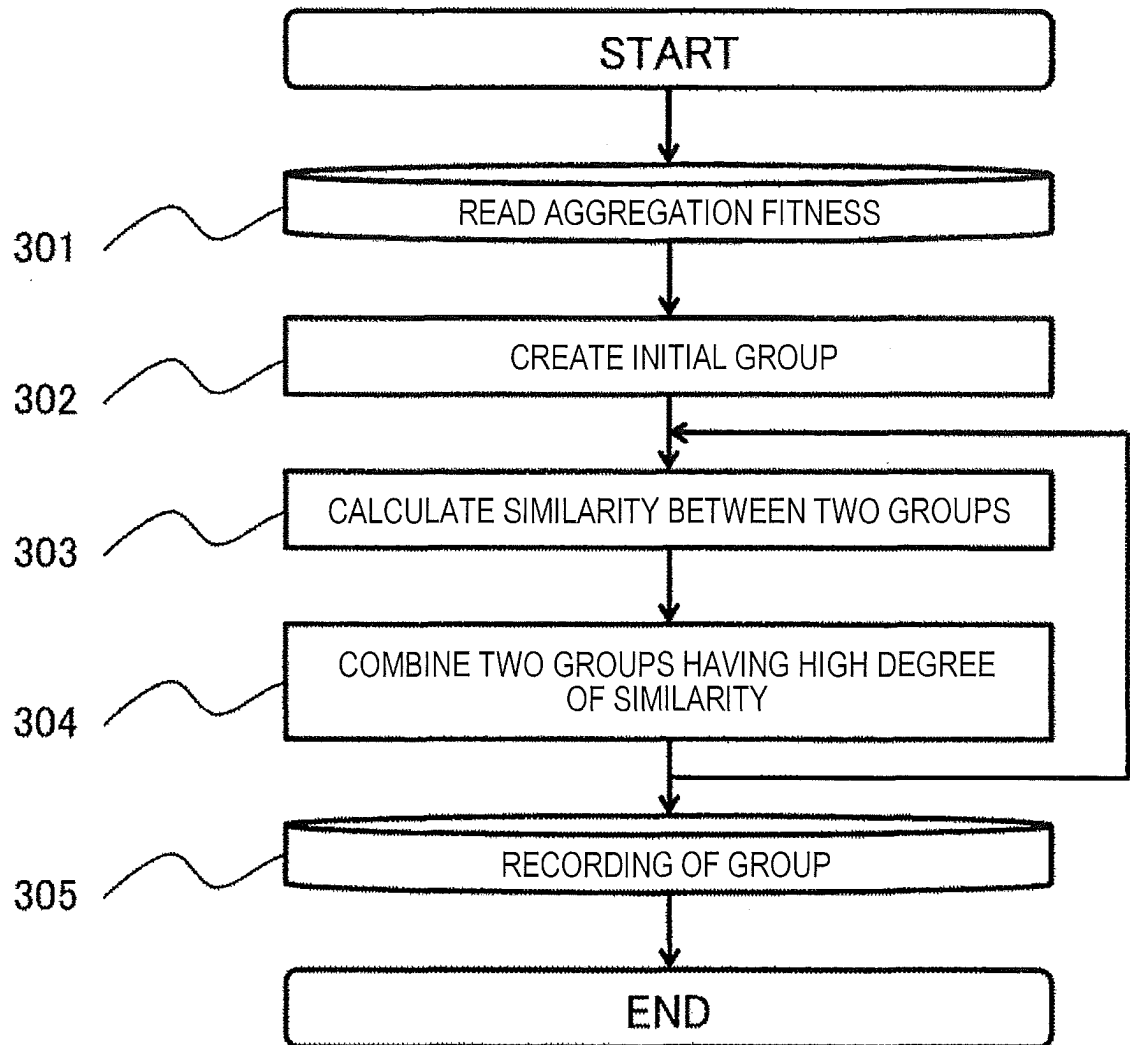 START
READ AGGREGATION FITNESS
301
CREATE INITIAL GROUP
302
CALCULATE SIMILARITY BETWEEN TWO GROUPS
303
COMBINE TWO GROUPS HAVING HIGH DEGREE
OF SIMILARITY
304
RECORDING OF GROUP
305
END